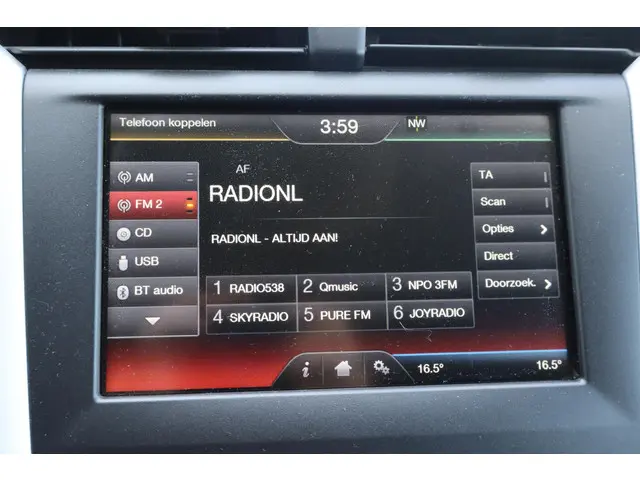 Telefoon koppelen
3:59
NW
AM
FM 2
CD
USB
BT audio
AF
RADIONL
RADIONL - ALTIJD AAN!
1 RADIO538
2 Qmusic
3 NPO 3FM
4 SKYRADIO
5 PURE FM
6 JOYRADIO
TA
Scan
Opties
Direct
Doorzoek.
i
16.5°
16.5°